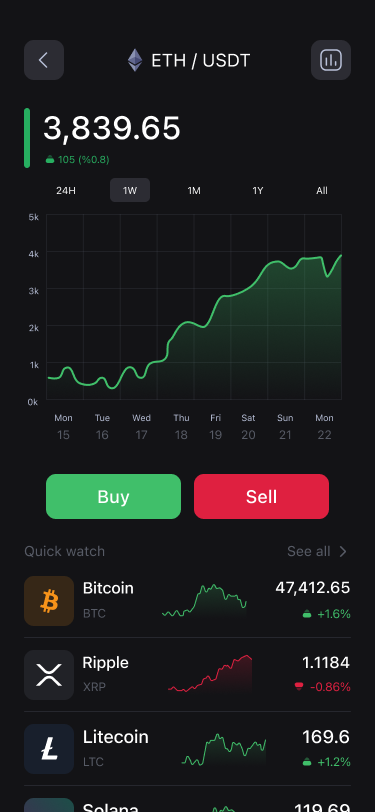 ETH / USDT
3,839.65
105 (%0.8)
24H 1W 1M 1Y All
5k
4k
3k
2k
1k
0k
Mon Tue Wed Thu Fri Sat Sun Mon
15 16 17 18 19 20 21 22
Buy Sell
Quick watch See all
Bitcoin 47,412.65
BTC +1.6%
Ripple 1.1184
XRP -0.86%
Litecoin 169.6
LTC +1.2%
Solana 119.69